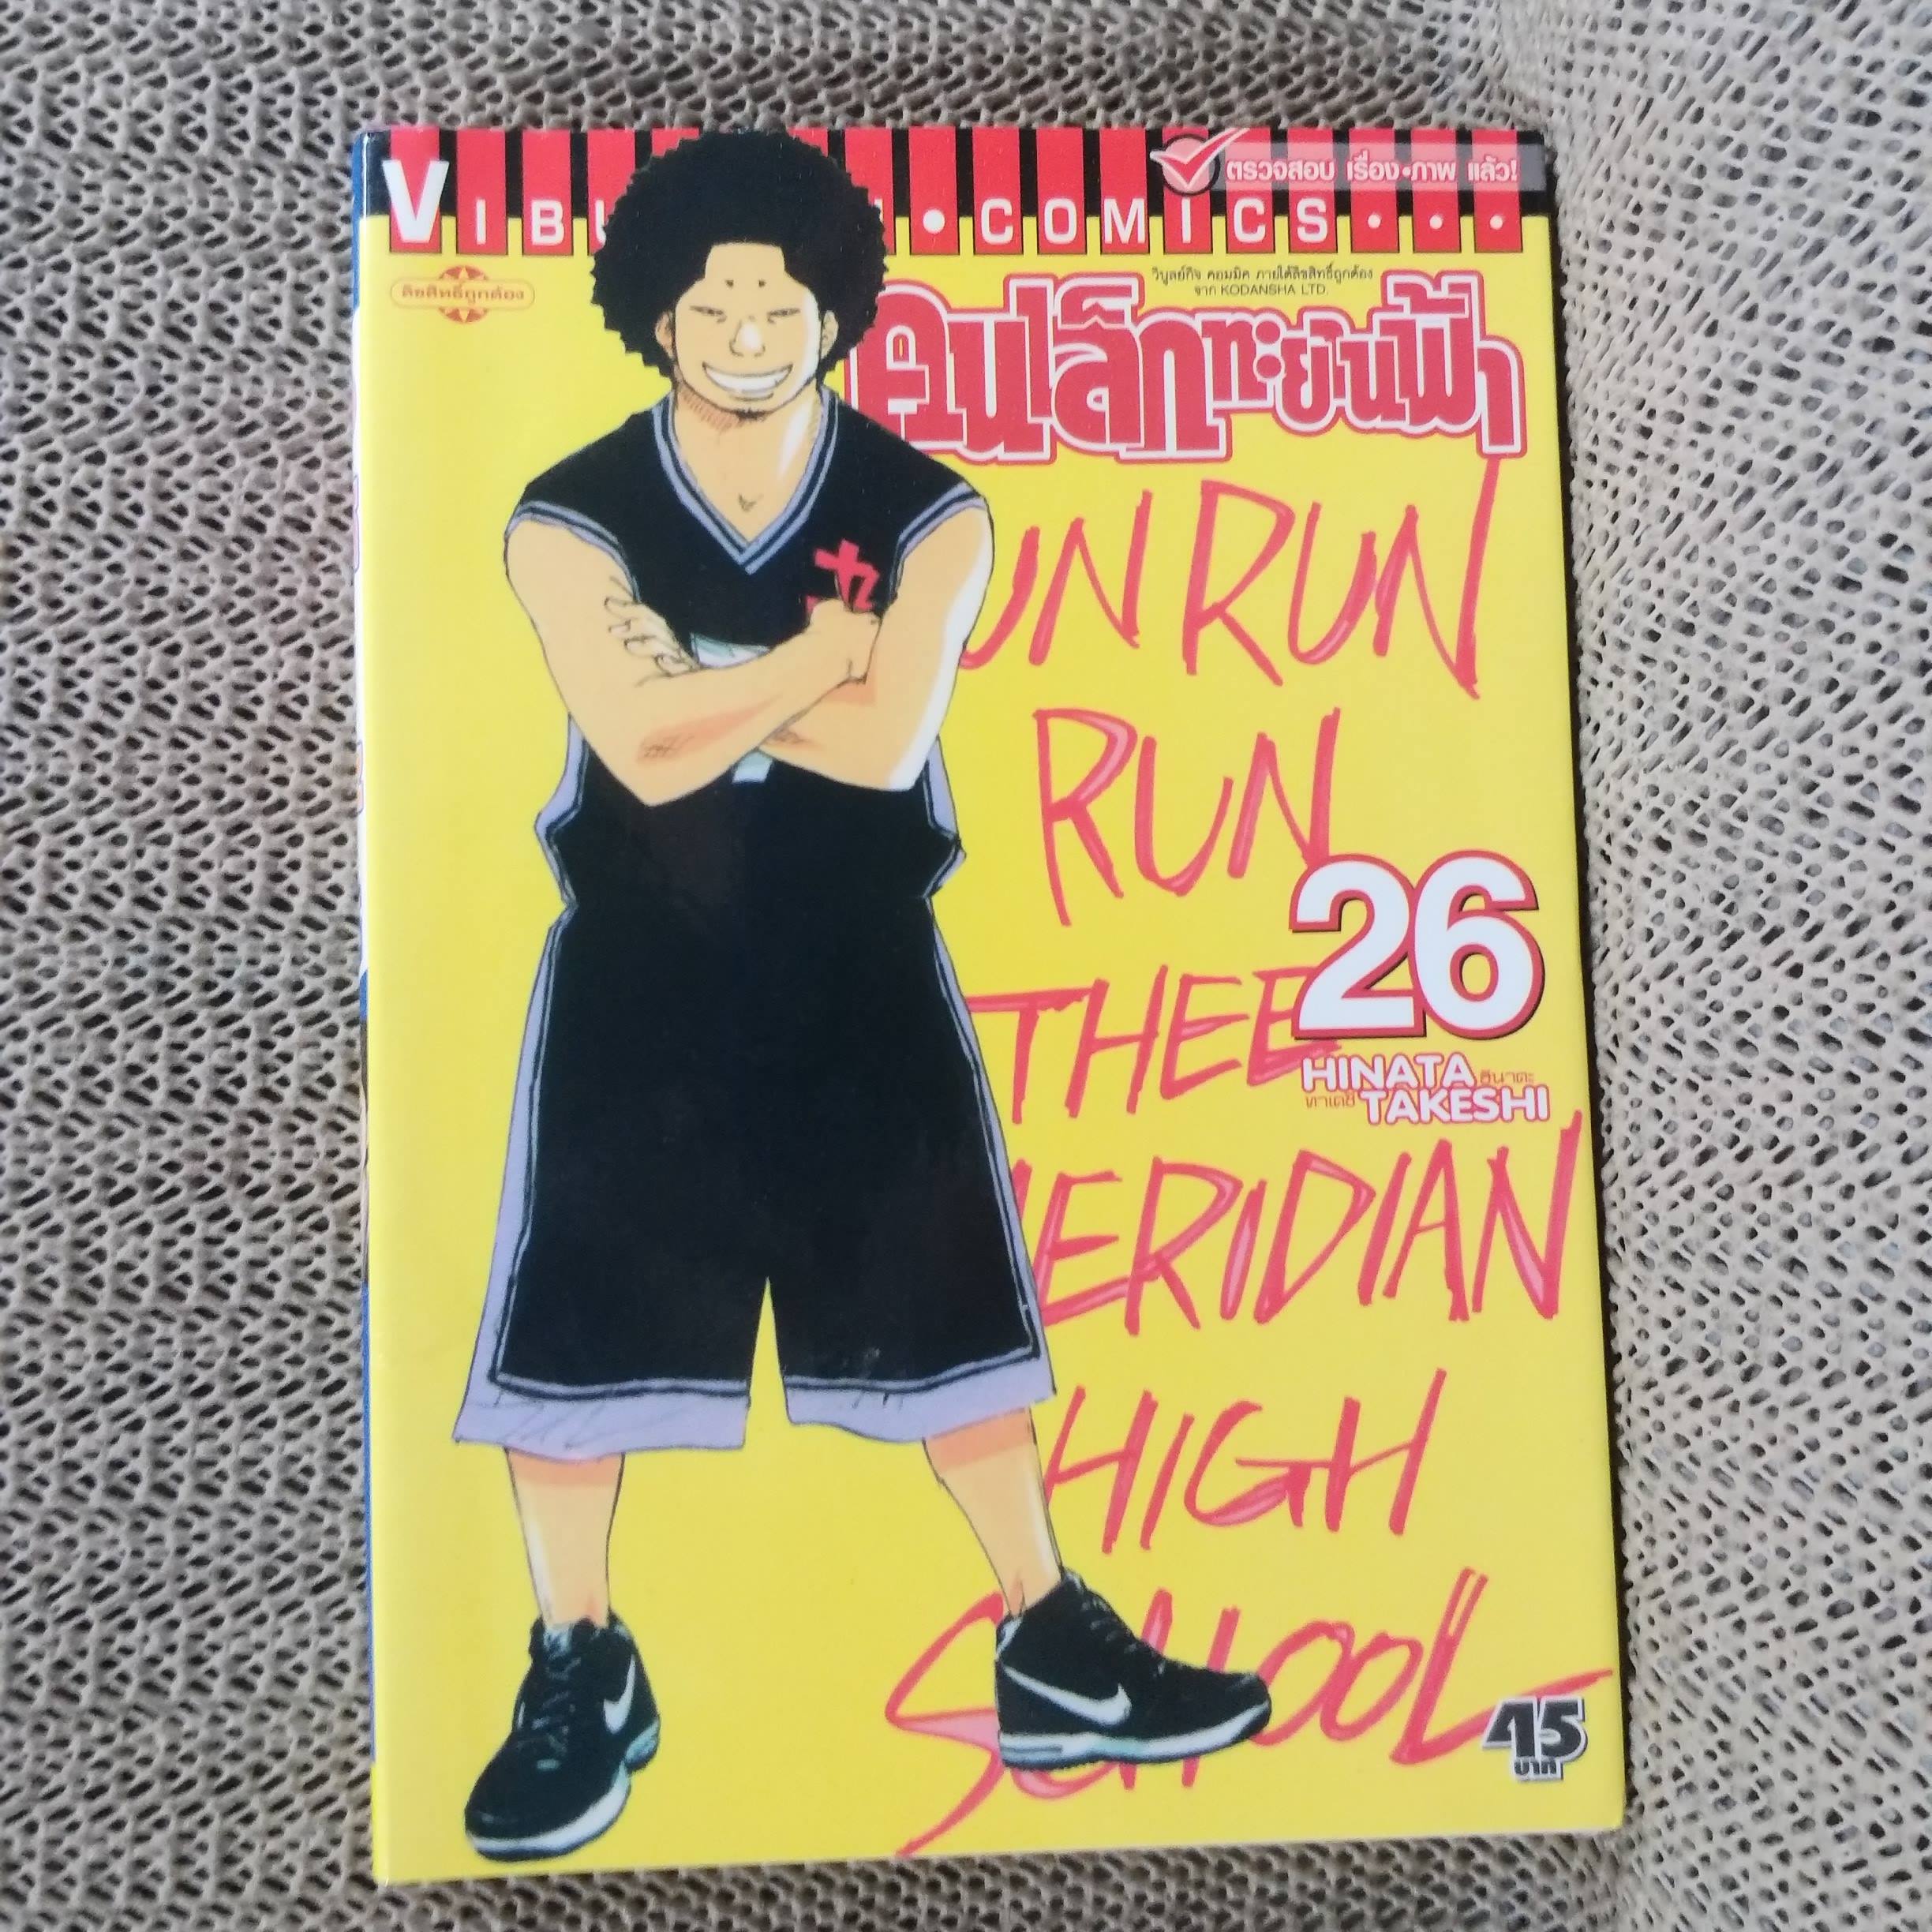 VIBU • COMICS • • •
ตรวจสอบ เรื่อง•ภาพ แล้ว!
ลิขสิทธิ์ถูกต้อง
วิบูลย์กิจ คอมมิค ภายใต้ลิขสิทธิ์ถูกต้อง
จาก KODANSHA LTD.
คนเล็กทะยานฟ้า
UN RUN
RUN
26
THEE
HINATA ฮินาตะ
ทาเคชิ TAKESHI
ERIDIAN
HIGH
SCHOOL
45
บาท